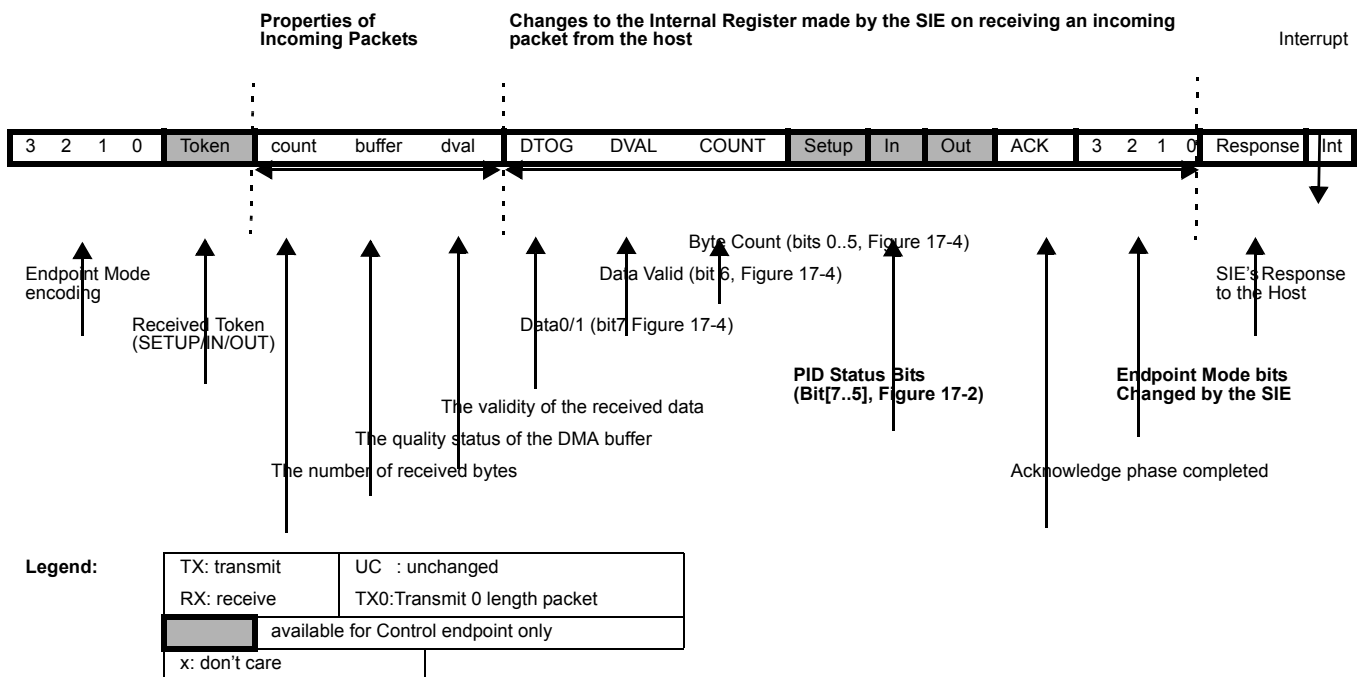 Properties of
Incoming Packets
Changes to the Internal Register made by the SIE on receiving an incoming
packet from the host
Interrupt
3 2 1 0 Token count buffer dval DTOG DVAL COUNT Setup In Out ACK 3 2 1 0 Response Int
Byte Count (bits 0..5, Figure 17-4)
Endpoint Mode
encoding
Data Valid (bit 6, Figure 17-4)
SIE's Response
to the Host
Received Token
(SETUP/IN/OUT)
Data0/1 (bit7 Figure 17-4)
PID Status Bits
(Bit[7..5], Figure 17-2)
Endpoint Mode bits
Changed by the SIE
The validity of the received data
The quality status of the DMA buffer
The number of received bytes
Acknowledge phase completed
Legend:
TX: transmit
UC : unchanged
RX: receive
TX0:Transmit 0 length packet
available for Control endpoint only
x: don't care